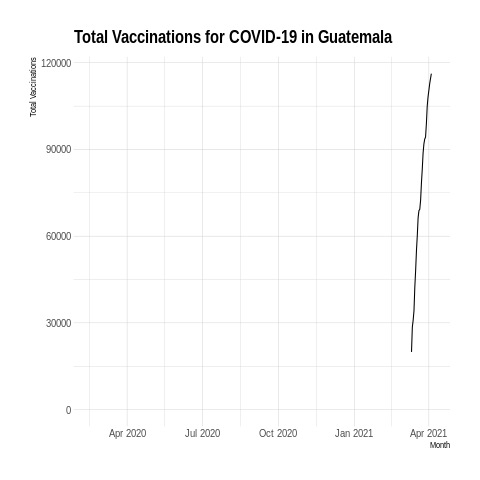 Total Vaccinations for COVID-19 in Guatemala
Total Vaccinations
120000
90000
60000
30000
0
Apr 2020 Jul 2020 Oct 2020 Jan 2021 Apr 2021
Month